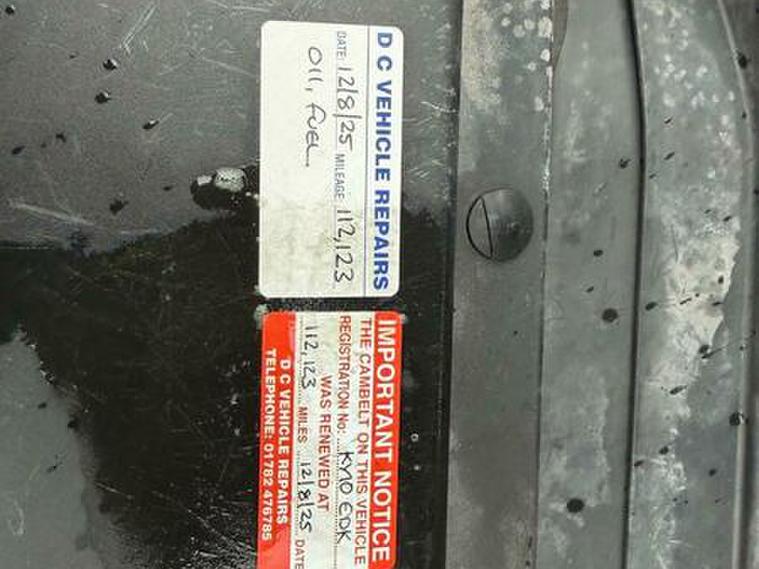 D C VEHICLE REPAIRS
DATE: 12/8/25 MILEAGE 112,123
OIL, FUEL.
IMPORTANT NOTICE
THE CAMBELT ON THIS VEHICLE
REGISTRATION No: KY10 EDK
WAS RENEWED AT
112,123 MILES 12/8/25 DATE
D C VEHICLE REPAIRS
TELEPHONE: 01782 476785